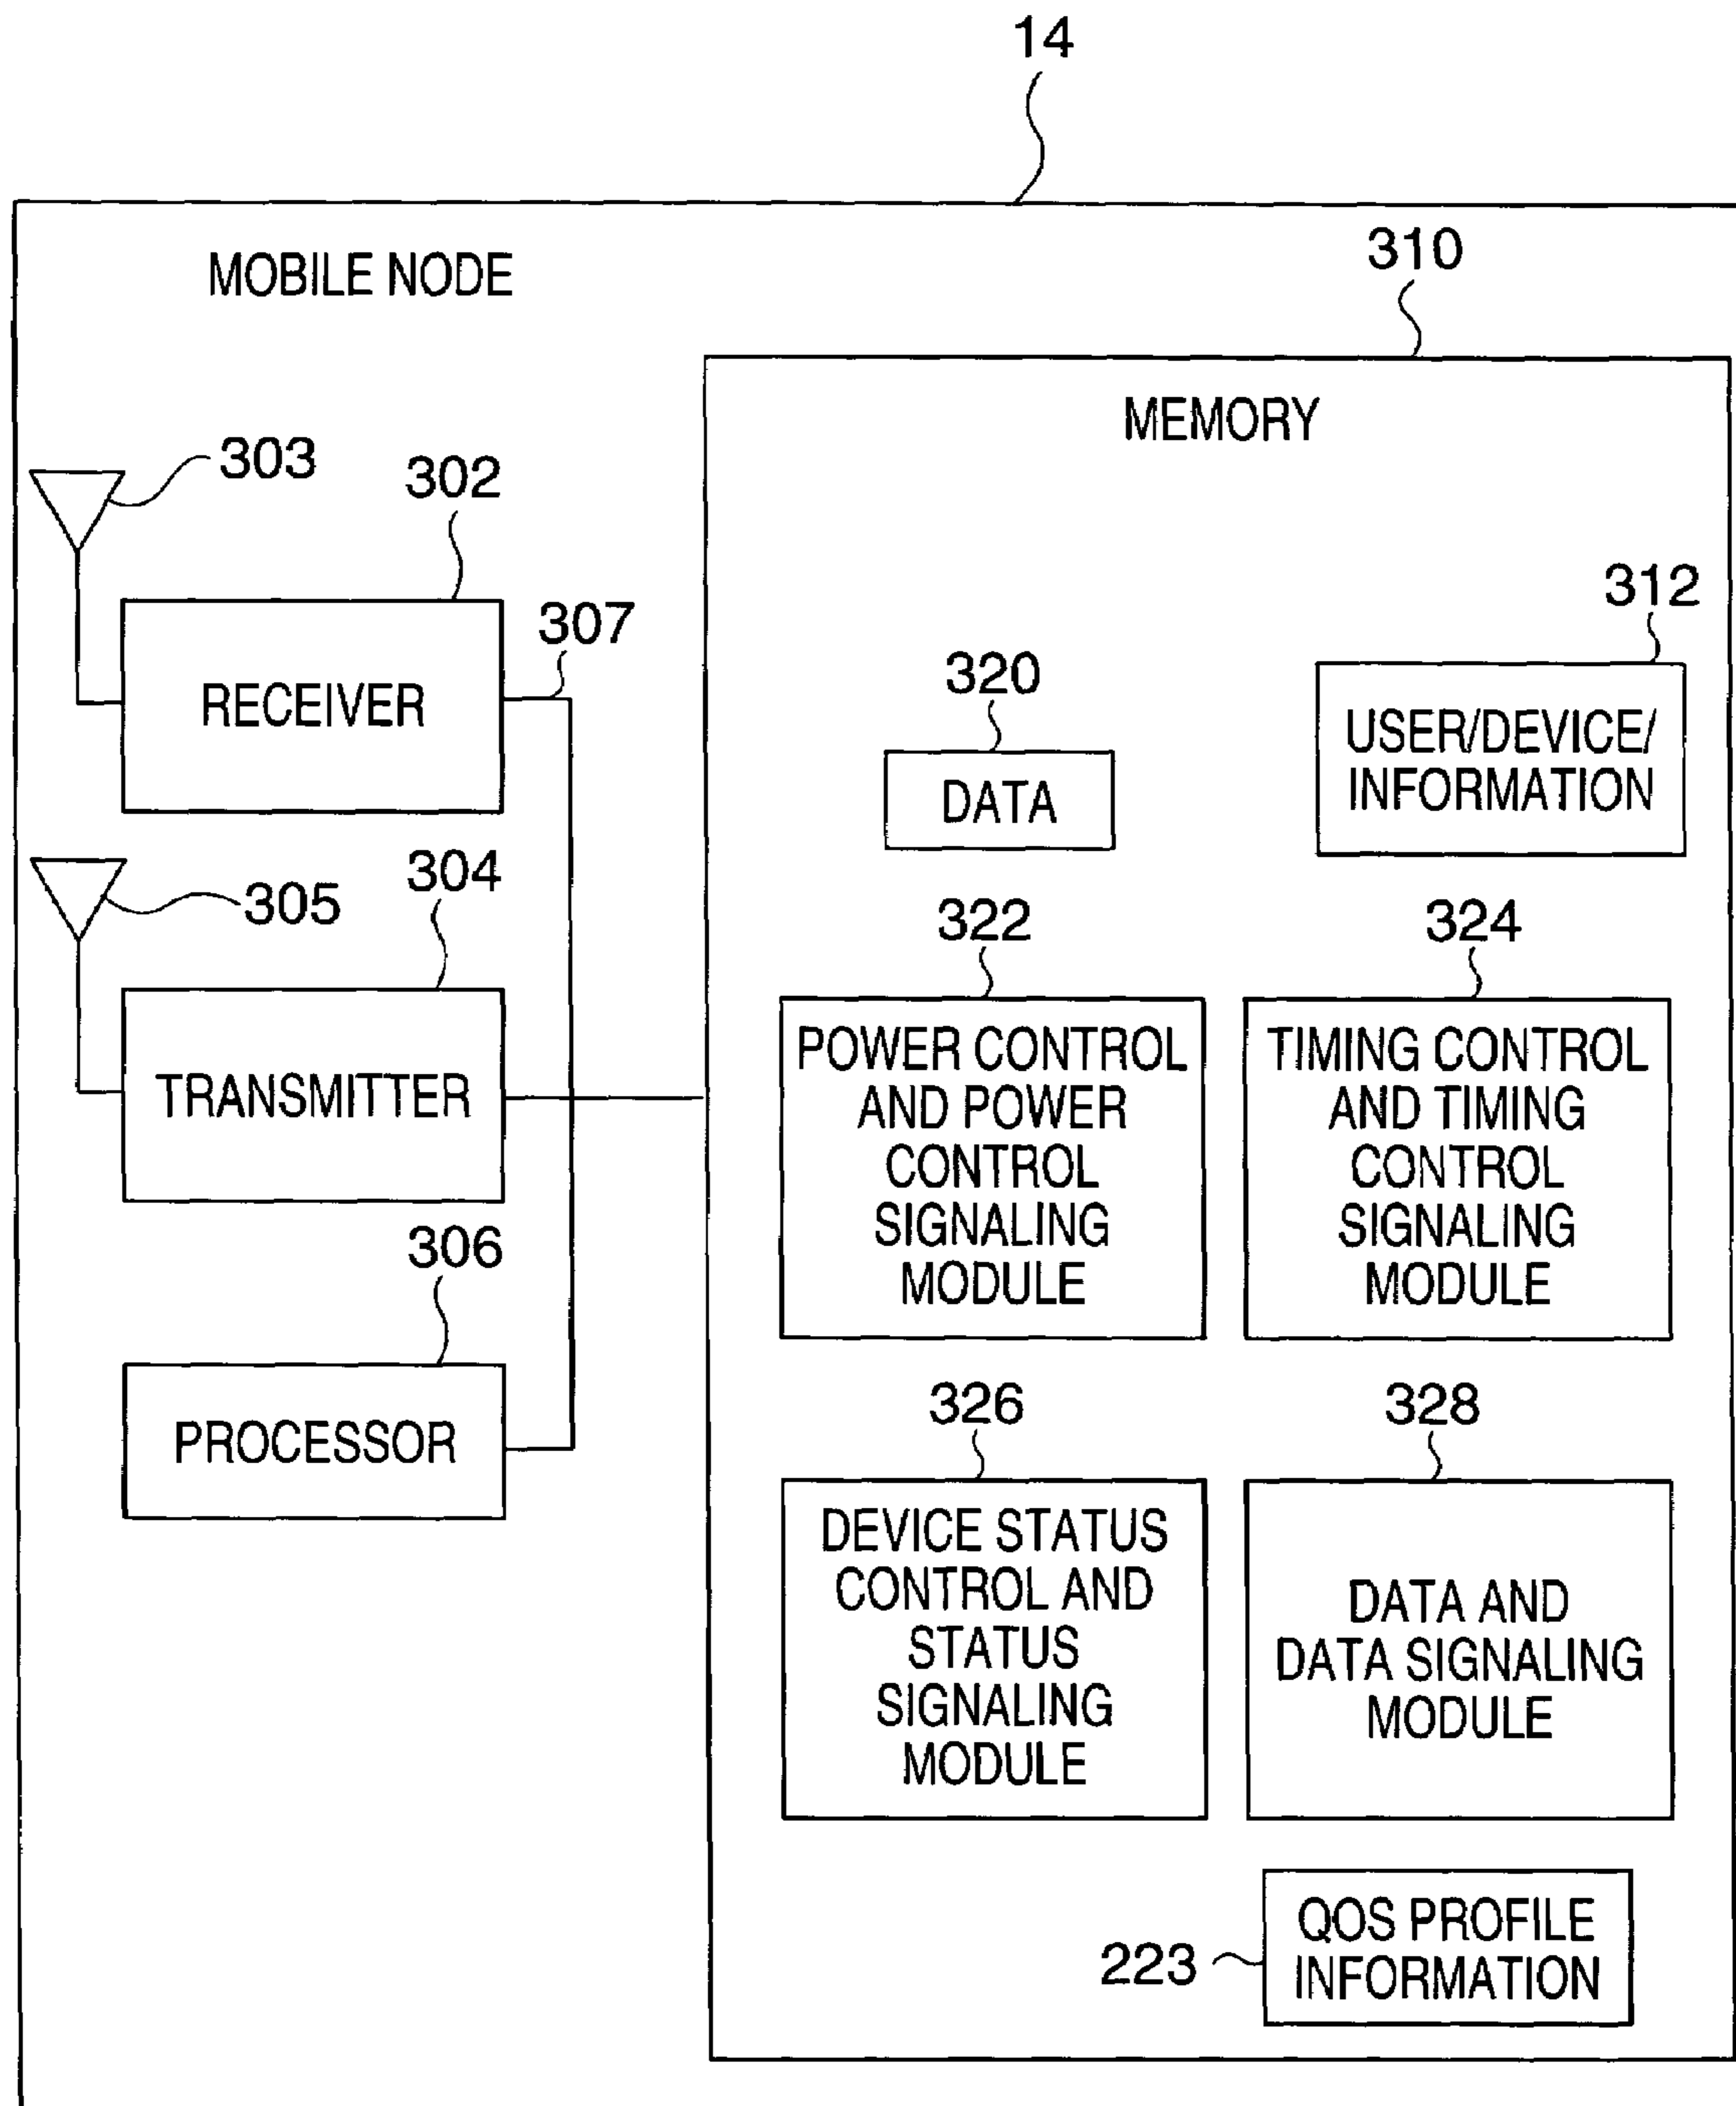 14
MOBILE NODE
310
MEMORY
303
302
307
RECEIVER
312
USER/DEVICE/
INFORMATION
320
DATA
305
304
TRANSMITTER
322
POWER CONTROL
AND POWER
CONTROL
SIGNALING
MODULE
324
TIMING CONTROL
AND TIMING
CONTROL
SIGNALING
MODULE
306
PROCESSOR
326
DEVICE STATUS
CONTROL AND
STATUS
SIGNALING
MODULE
328
DATA AND
DATA SIGNALING
MODULE
223
QOS PROFILE
INFORMATION